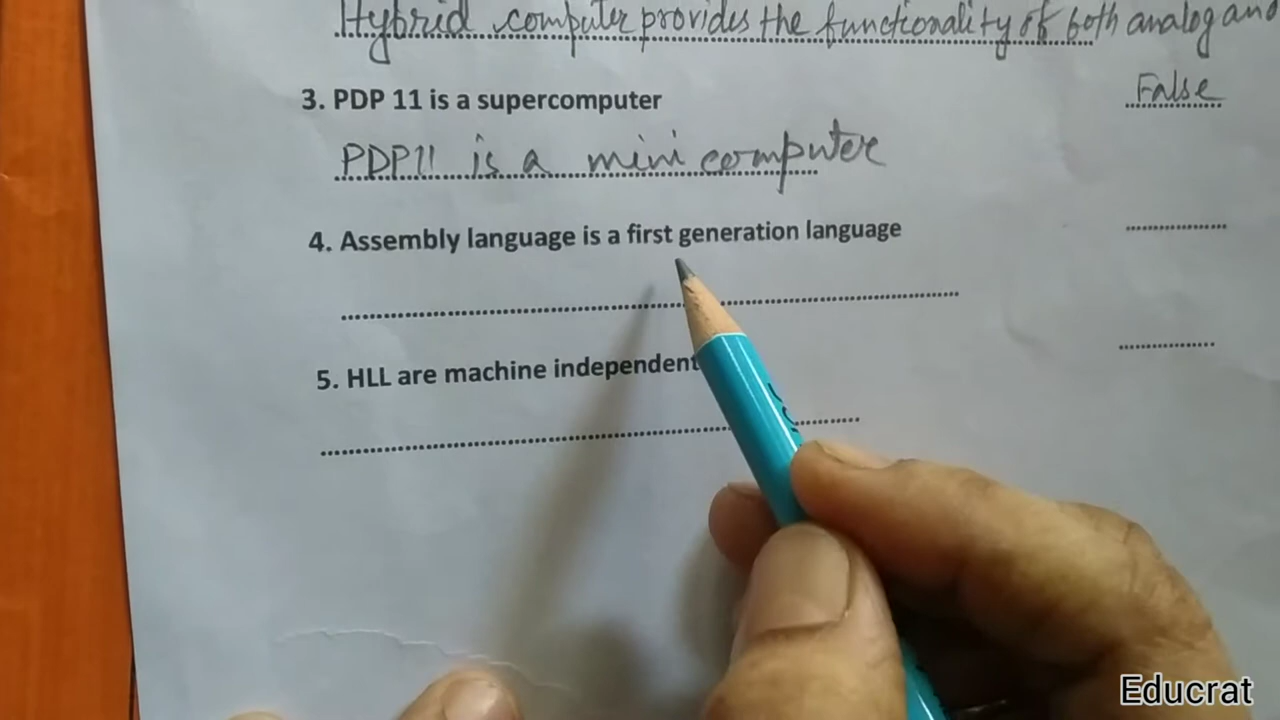 Hybrid computer provides the functionality of both analog and
3. PDP 11 is a supercomputer
False
PDP11 is a mini computer
4. Assembly language is a first generation language
5. HLL are machine independent
Educrat